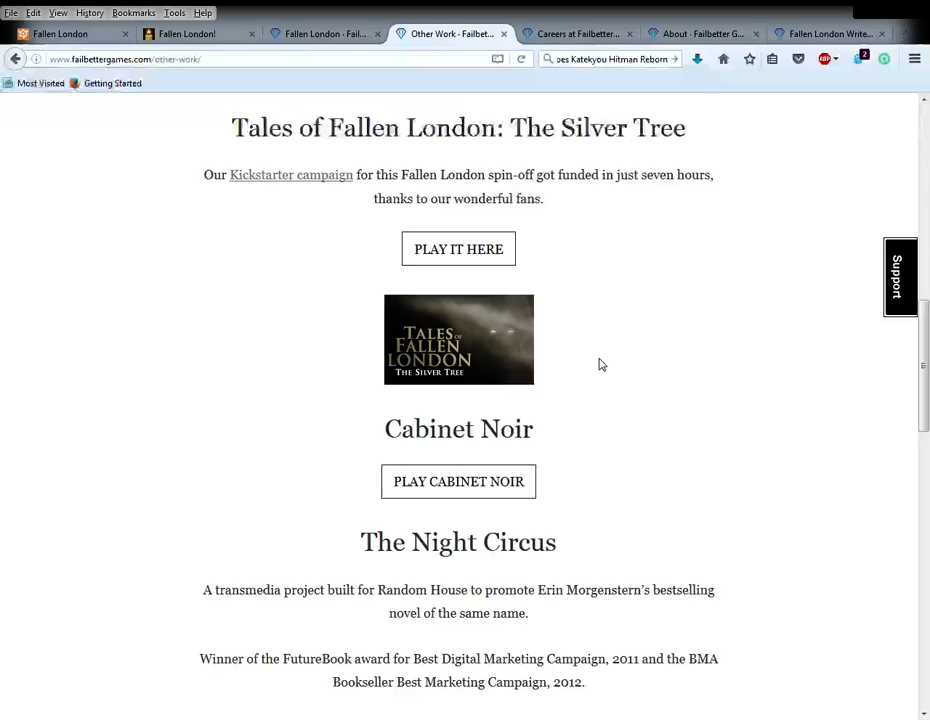 File Edit View History Bookmarks Tools Help
Fallen London
Fallen London!
Fallen London - Fail...
Other Work - Failbet...
Careers at Failbetter...
About - Failbetter G...
Fallen London Write...
www.failbettergames.com/other-work/
Katekyou Hitman Reborn
ABP
2
Most Visited Getting Started
Tales of Fallen London: The Silver Tree
Our Kickstarter campaign for this Fallen London spin-off got funded in just seven hours,
thanks to our wonderful fans.
PLAY IT HERE
Support
TALES OF
FALLEN
LONDON
THE SILVER TREE
Cabinet Noir
PLAY CABINET NOIR
The Night Circus
A transmedia project built for Random House to promote Erin Morgenstern's bestselling
novel of the same name.
Winner of the FutureBook award for Best Digital Marketing Campaign, 2011 and the BMA
Bookseller Best Marketing Campaign, 2012.